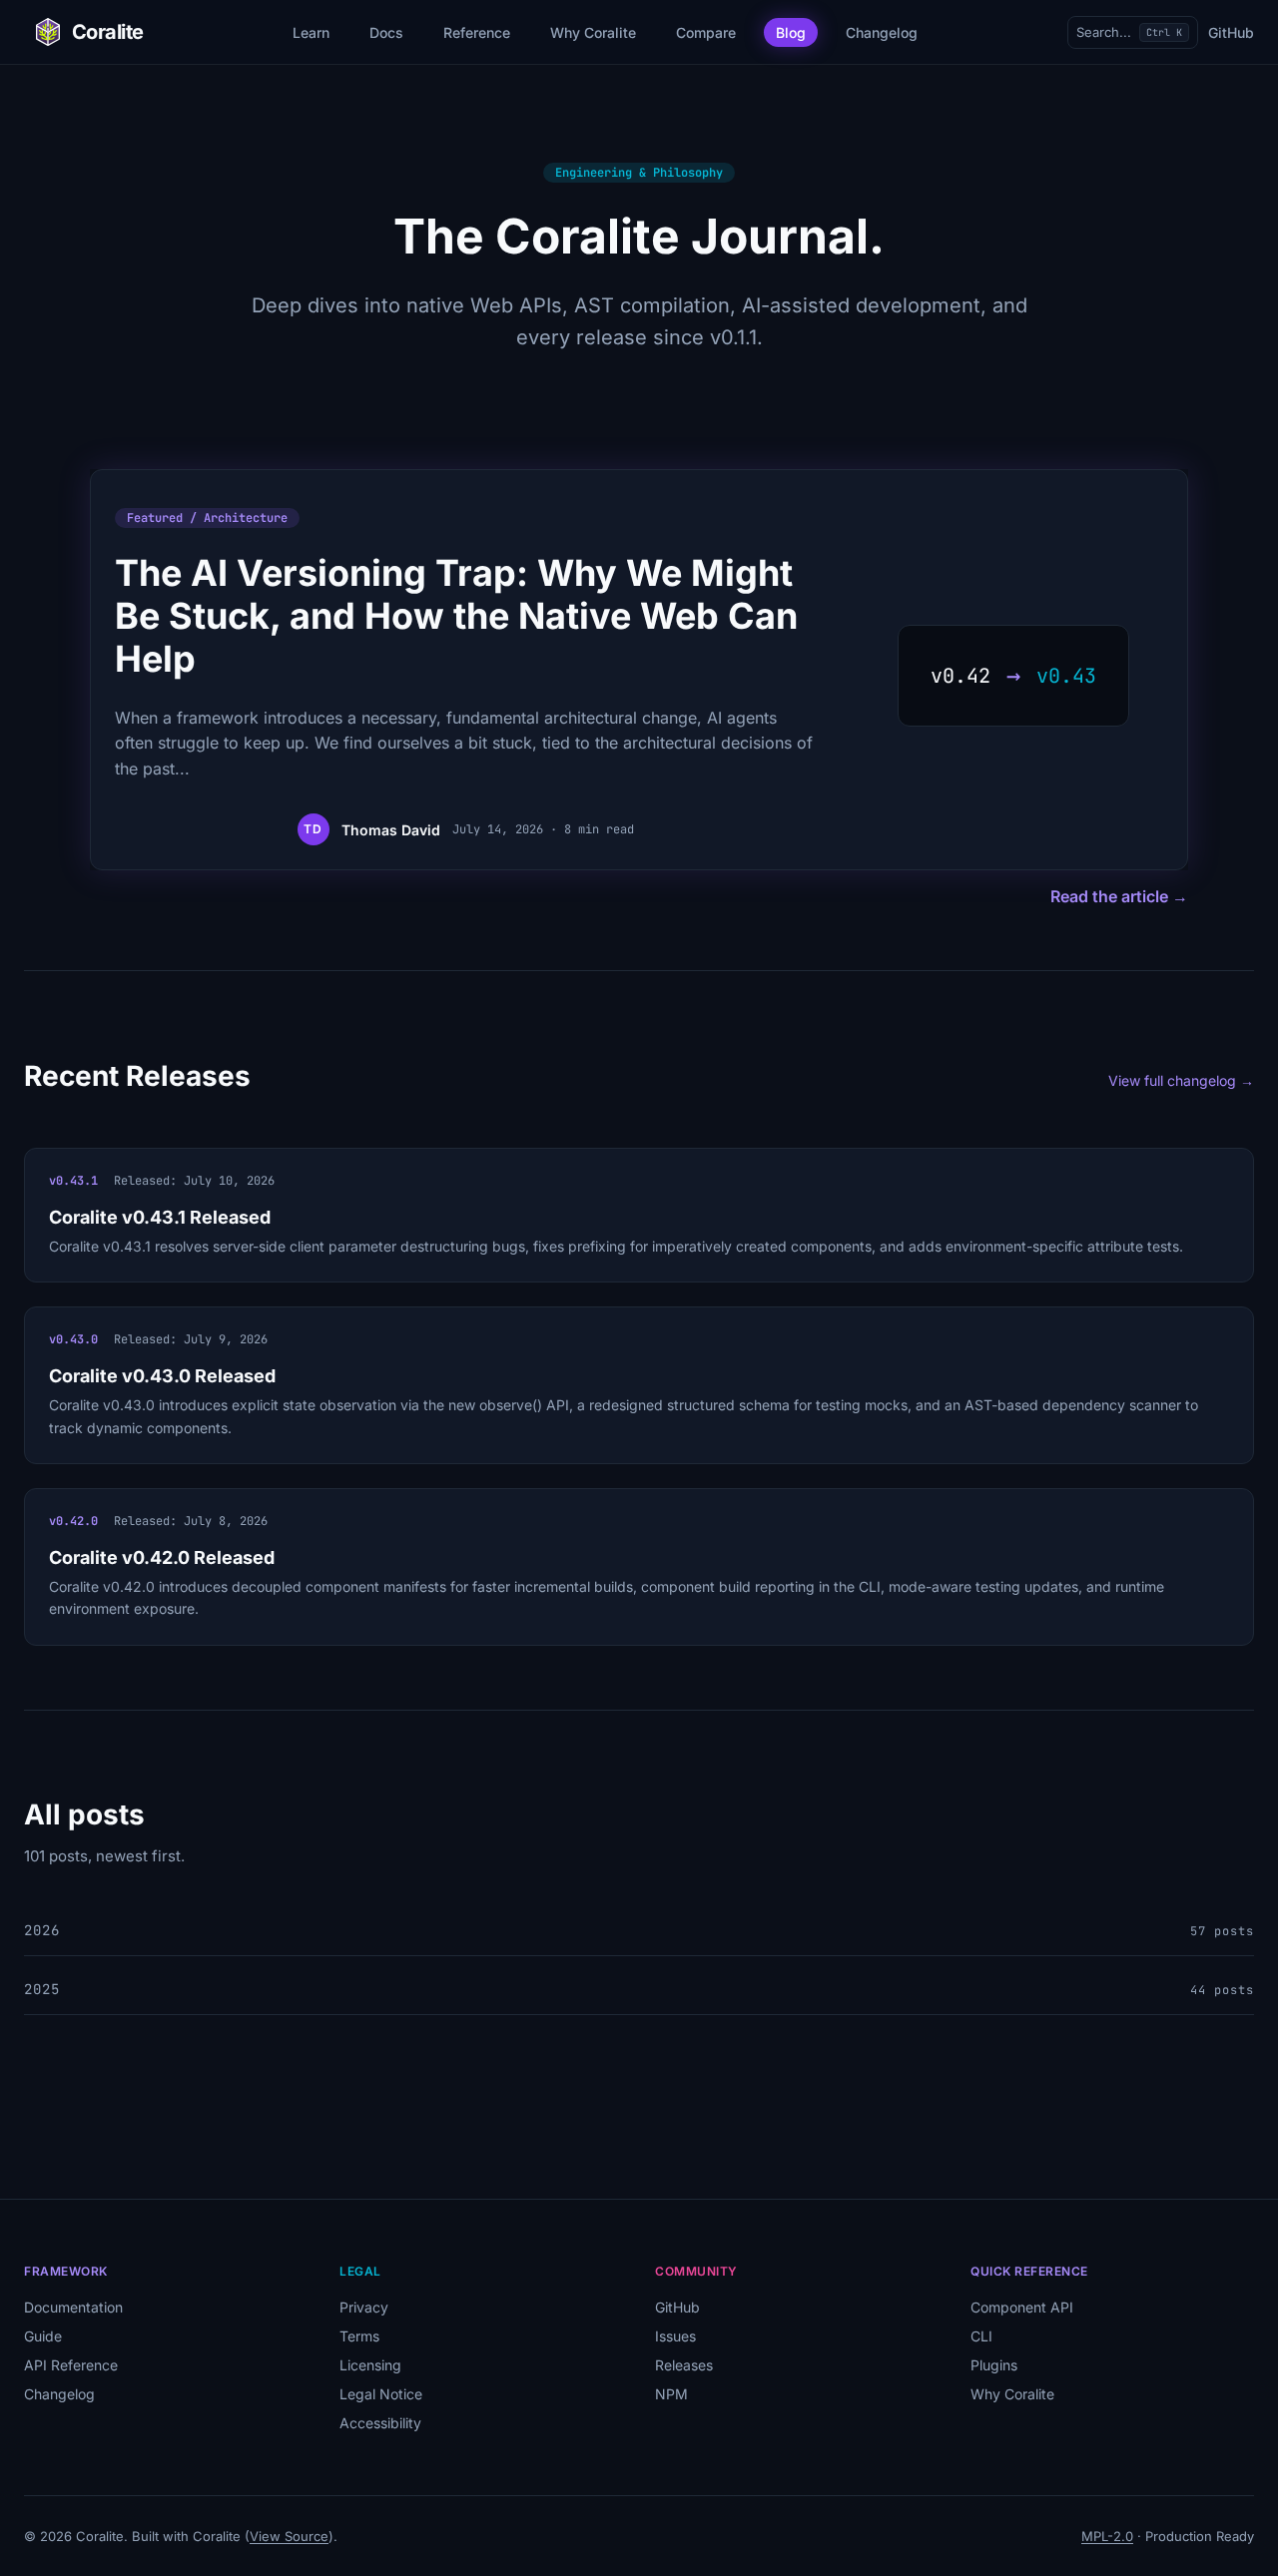 Coralite
Learn Docs Reference Why Coralite Compare Blog Changelog
Search... Ctrl K GitHub
Engineering & Philosophy
The Coralite Journal.
Deep dives into native Web APIs, AST compilation, AI-assisted development, and
every release since v0.1.1.
Featured / Architecture
The AI Versioning Trap: Why We Might
Be Stuck, and How the Native Web Can
Help
When a framework introduces a necessary, fundamental architectural change, AI agents
often struggle to keep up. We find ourselves a bit stuck, tied to the architectural decisions of
the past...
v0.42 → v0.43
TD Thomas David July 14, 2026 · 8 min read
Read the article →
Recent Releases
View full changelog →
v0.43.1 Released: July 10, 2026
Coralite v0.43.1 Released
Coralite v0.43.1 resolves server-side client parameter destructuring bugs, fixes prefixing for imperatively created components, and adds environment-specific attribute tests.
v0.43.0 Released: July 9, 2026
Coralite v0.43.0 Released
Coralite v0.43.0 introduces explicit state observation via the new observe() API, a redesigned structured schema for testing mocks, and an AST-based dependency scanner to
track dynamic components.
v0.42.0 Released: July 8, 2026
Coralite v0.42.0 Released
Coralite v0.42.0 introduces decoupled component manifests for faster incremental builds, component build reporting in the CLI, mode-aware testing updates, and runtime
environment exposure.
All posts
101 posts, newest first.
2026 57 posts
2025 44 posts
FRAMEWORK
Documentation
Guide
API Reference
Changelog
LEGAL
Privacy
Terms
Licensing
Legal Notice
Accessibility
COMMUNITY
GitHub
Issues
Releases
NPM
QUICK REFERENCE
Component API
CLI
Plugins
Why Coralite
© 2026 Coralite. Built with Coralite (View Source).
MPL-2.0 · Production Ready